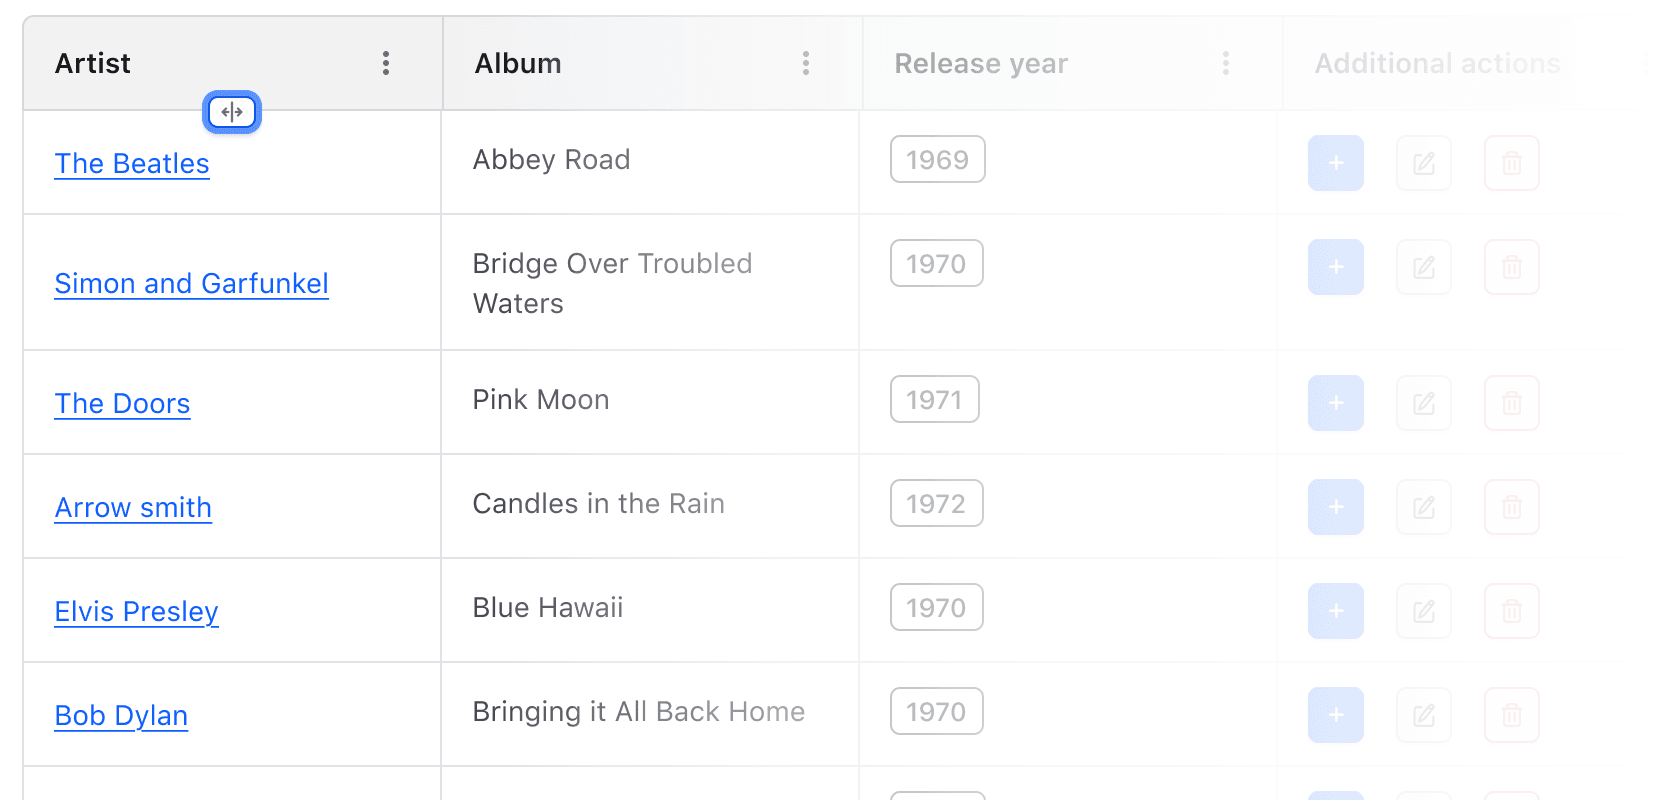 Artist Album Release year Additional actions
The Beatles Abbey Road 1969
Simon and Garfunkel Bridge Over Troubled 1970
Waters
The Doors Pink Moon 1971
Arrow smith Candles in the Rain 1972
Elvis Presley Blue Hawaii 1970
Bob Dylan Bringing it All Back Home 1970